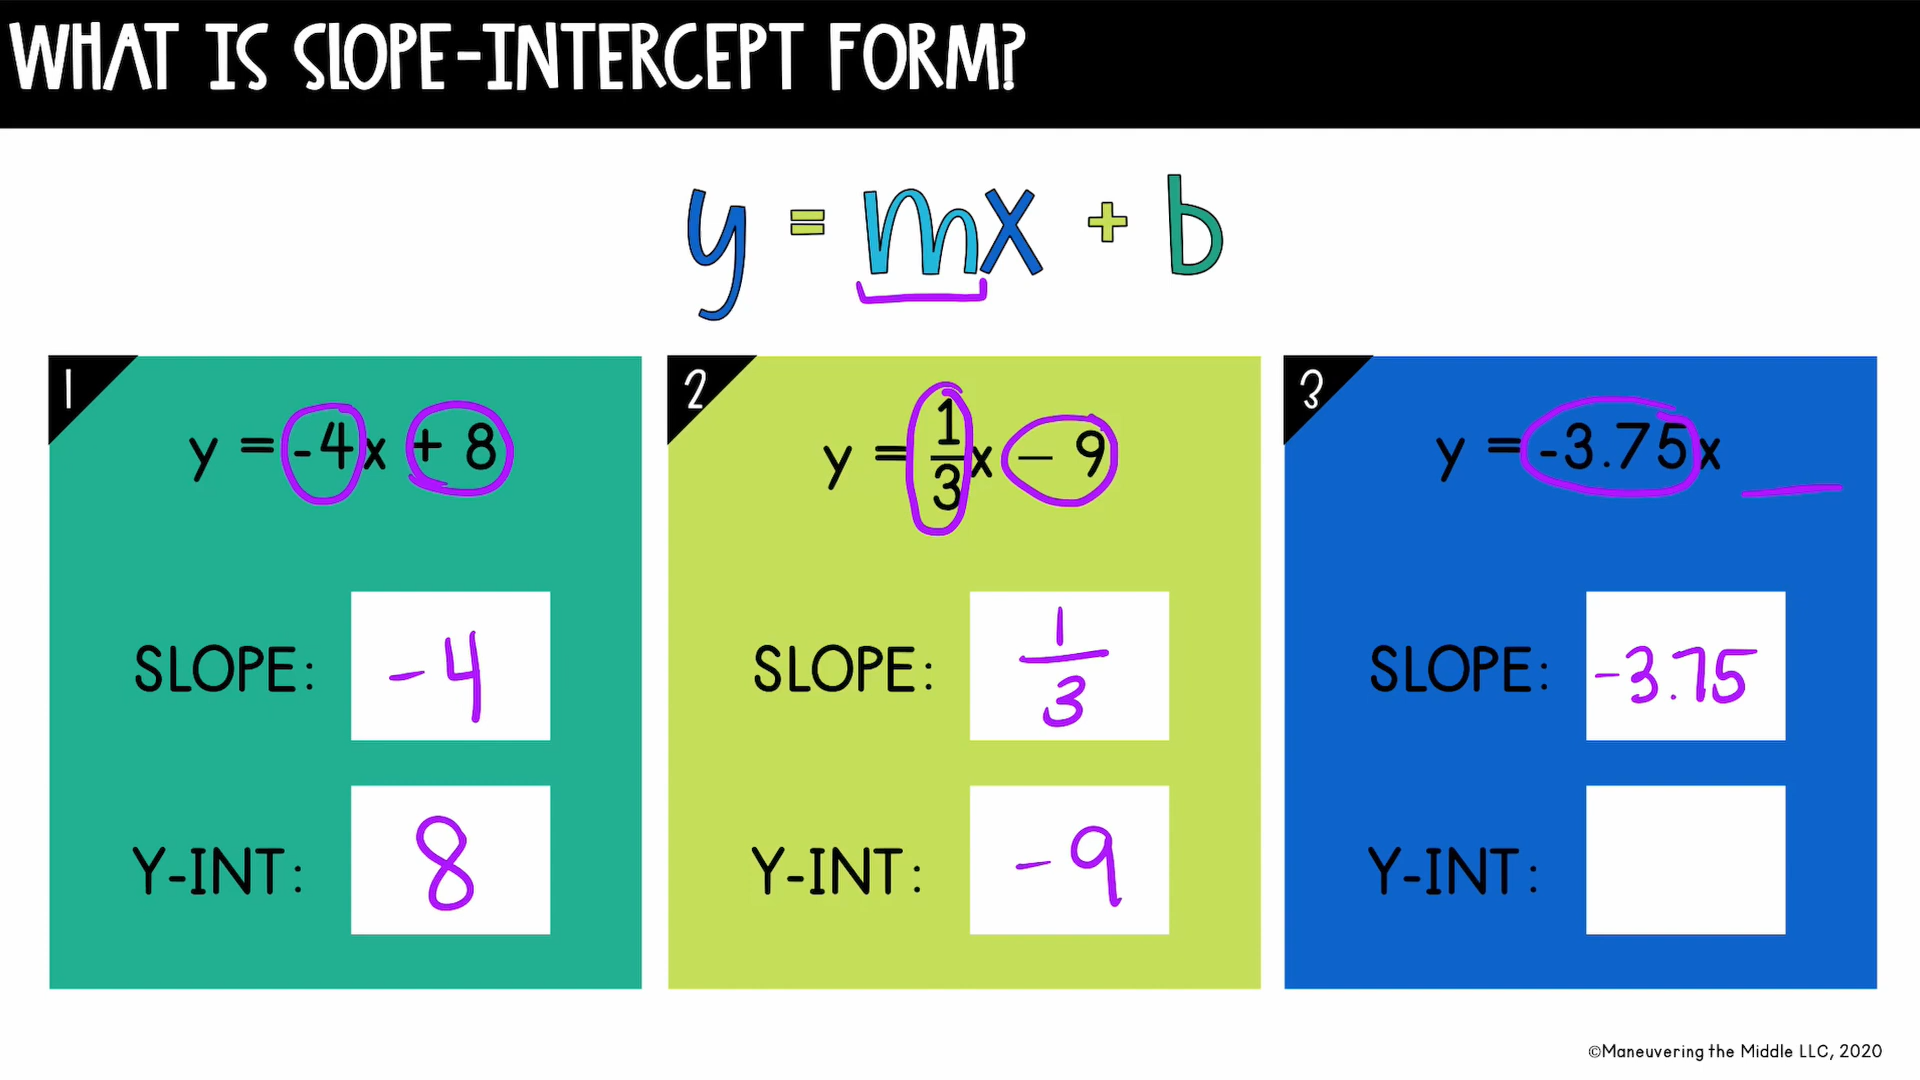 WHAT IS SLOPE-INTERCEPT FORM?
y = mx + b
1
y = -4x + 8
SLOPE: -4
Y-INT: 8
2
y = 1/3x − 9
SLOPE: 1/3
Y-INT: -9
3
y = -3.75x
SLOPE: -3.75
Y-INT:
©Maneuvering the Middle LLC, 2020